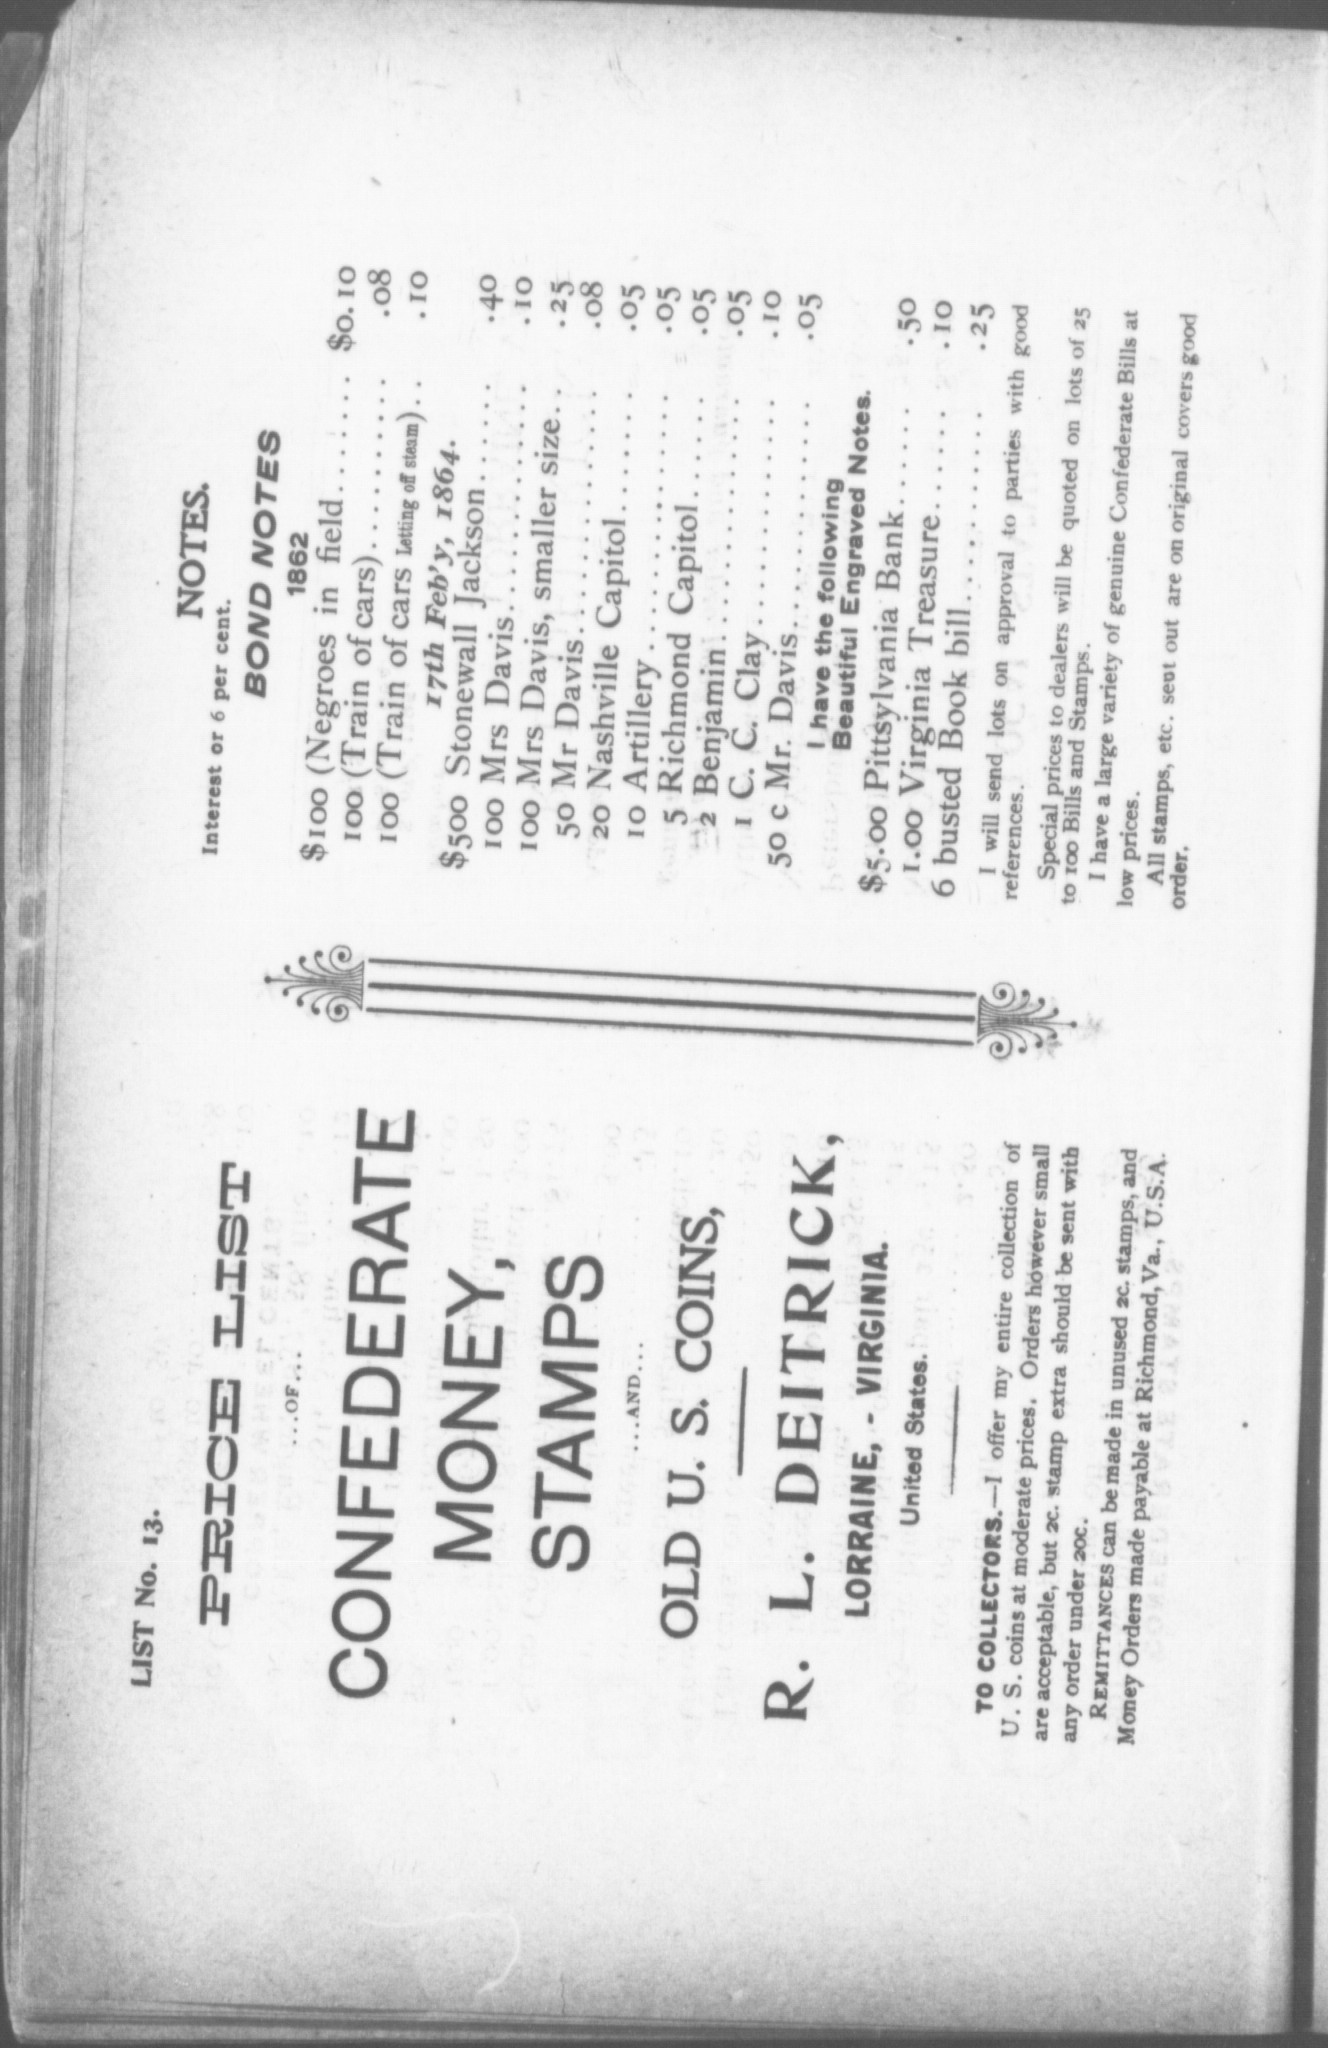 LIST No. 13.
PRICE LIST
...OF...
CONFEDERATE
MONEY,
STAMPS
...AND...
OLD U. S. COINS,
R. L. DEITRICK,
LORRAINE, - VIRGINIA.
United States.
TO COLLECTORS.—I offer my entire collection of
U. S. coins at moderate prices. Orders however small
are acceptable, but 2c. stamp extra should be sent with
any order under 20c.
REMITTANCES can be made in unused 2c. stamps, and
Money Orders made payable at Richmond, Va., U.S.A.
NOTES.
Interest or 6 per cent.
BOND NOTES
1862
$100 (Negroes in field....... $0.10
100 (Train of cars).......... .08
100 (Train of cars Letting off steam).. .10
17th Feb'y, 1864.
$500 Stonewall Jackson...... .40
100 Mrs Davis............. .10
100 Mrs Davis, smaller size.. .25
50 Mr Davis............. .08
20 Nashville Capitol....... .05
10 Artillery............. .05
5 Richmond Capitol...... .05
2 Benjamin............. .05
1 C. C. Clay............ .10
50 c Mr. Davis............ .05
I have the following
Beautiful Engraved Notes.
$5.00 Pittsylvania Bank...... .50
1.00 Virginia Treasure...... .10
6 busted Book bill.......... .25
I will send lots on approval to parties with good
references.
Special prices to dealers will be quoted on lots of 25
to 100 Bills and Stamps.
I have a large variety of genuine Confederate Bills at
low prices.
All stamps, etc. sent out are on original covers good
order.